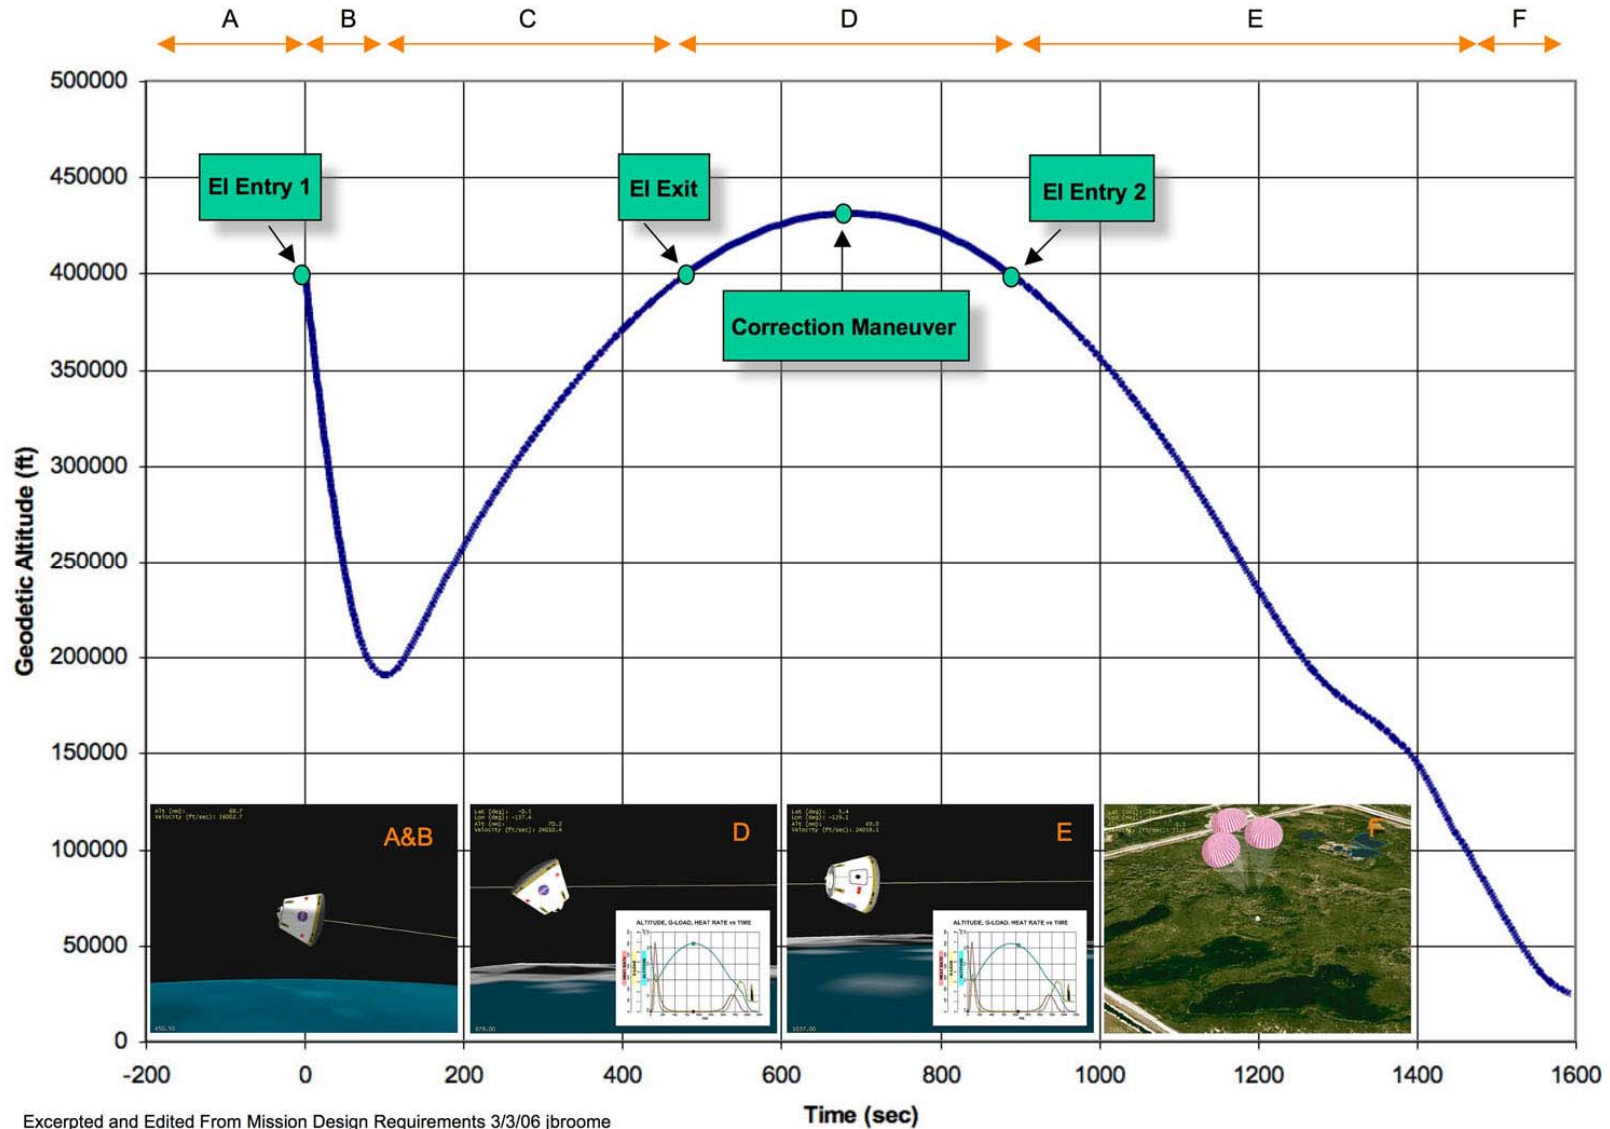 A B C D E F
500000
450000
400000
350000
300000
250000
200000
150000
100000
50000
0
Geodetic Altitude (ft)
EI Entry 1
EI Exit
EI Entry 2
Correction Maneuver
A&B
D
E
F
ALTITUDE, G-LOAD, HEAT RATE vs TIME
ALTITUDE, G-LOAD, HEAT RATE vs TIME
-200 0 200 400 600 800 1000 1200 1400 1600
Time (sec)
Excerpted and Edited From Mission Design Requirements 3/3/06 jbroome